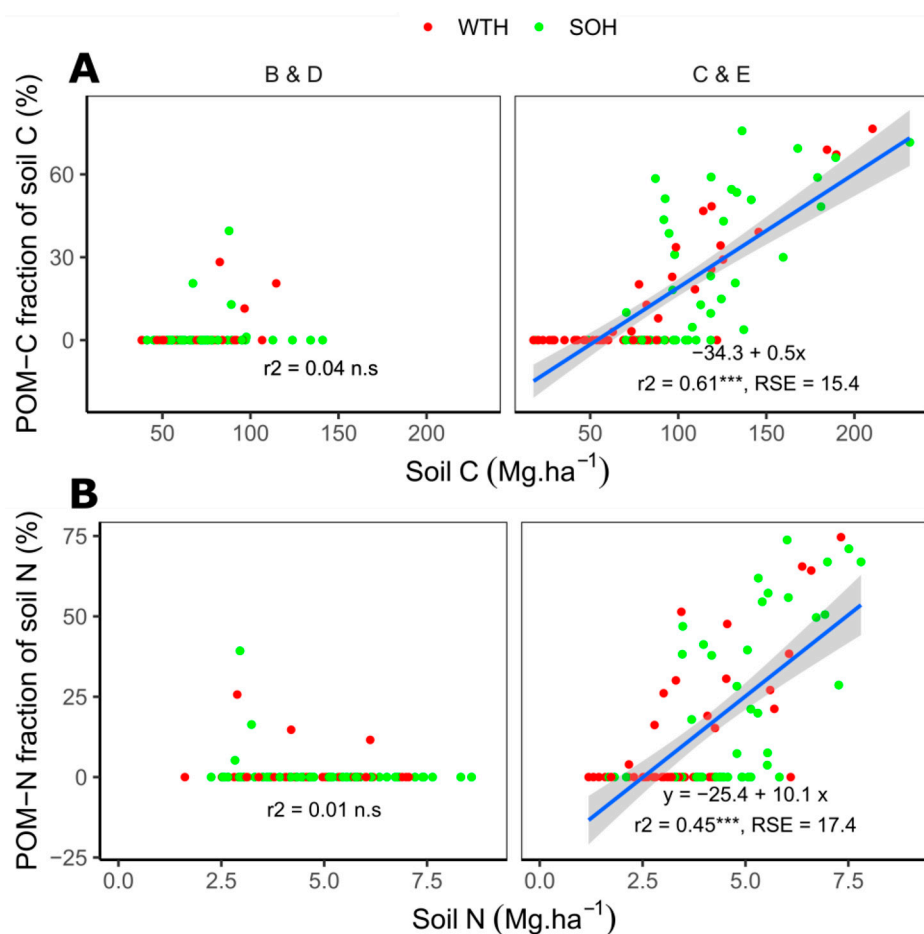 WTH SOH
A
B & D C & E
POM−C fraction of soil C (%)
60
30
0
r2 = 0.04 n.s
−34.3 + 0.5x
r2 = 0.61***, RSE = 15.4
50 100 150 200 50 100 150 200
Soil C (Mg.ha⁻¹)
B
POM−N fraction of soil N (%)
75
50
25
0
−25
r2 = 0.01 n.s
y = −25.4 + 10.1 x
r2 = 0.45***, RSE = 17.4
0.0 2.5 5.0 7.5 0.0 2.5 5.0 7.5
Soil N (Mg.ha⁻¹)